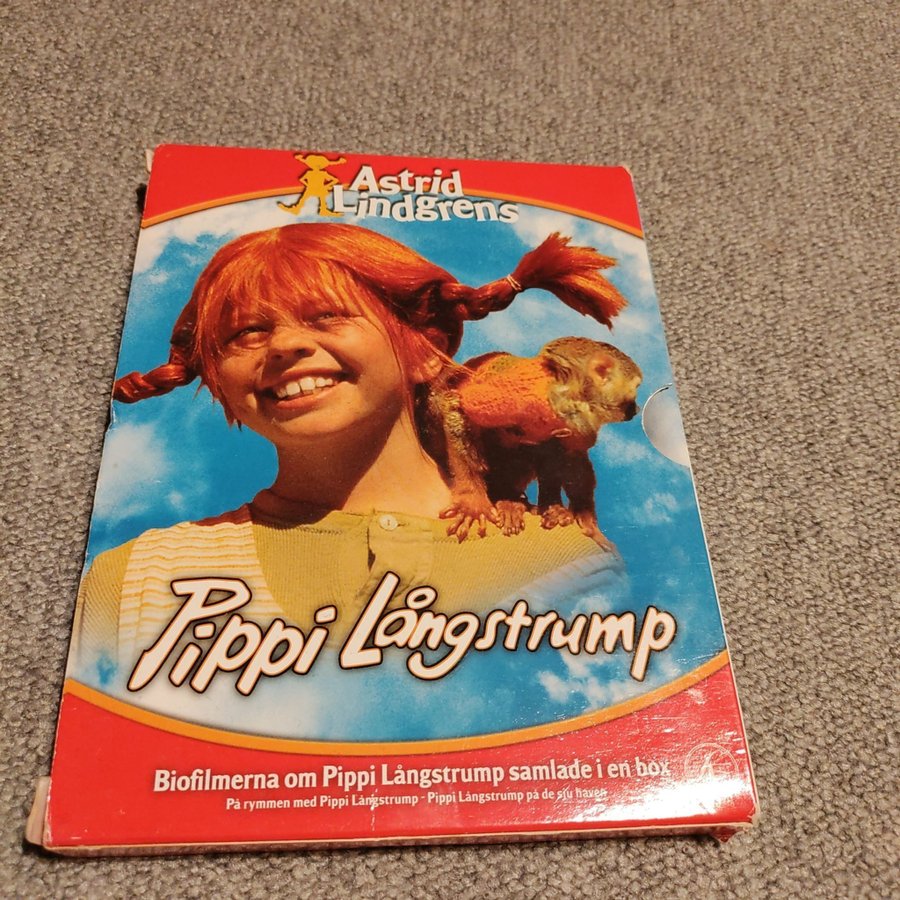 Astrid
Lindgrens
Pippi Långstrump
Biofilmerna om Pippi Långstrump samlade i en box
På rymmen med Pippi Långstrump - Pippi Långstrump på de sju haven